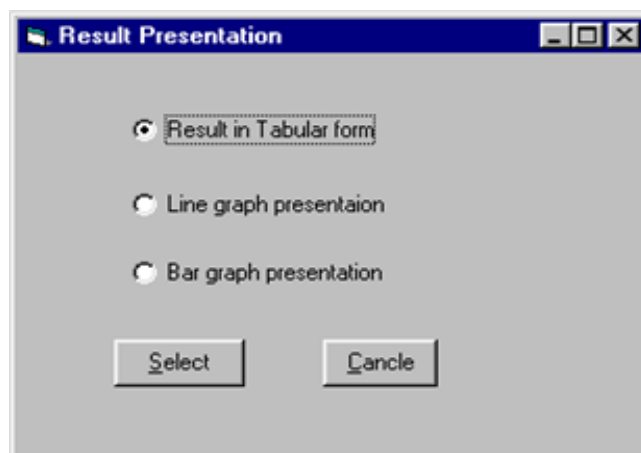 Result Presentation
Result in Tabular form
Line graph presentaion
Bar graph presentation
Select
Cancle